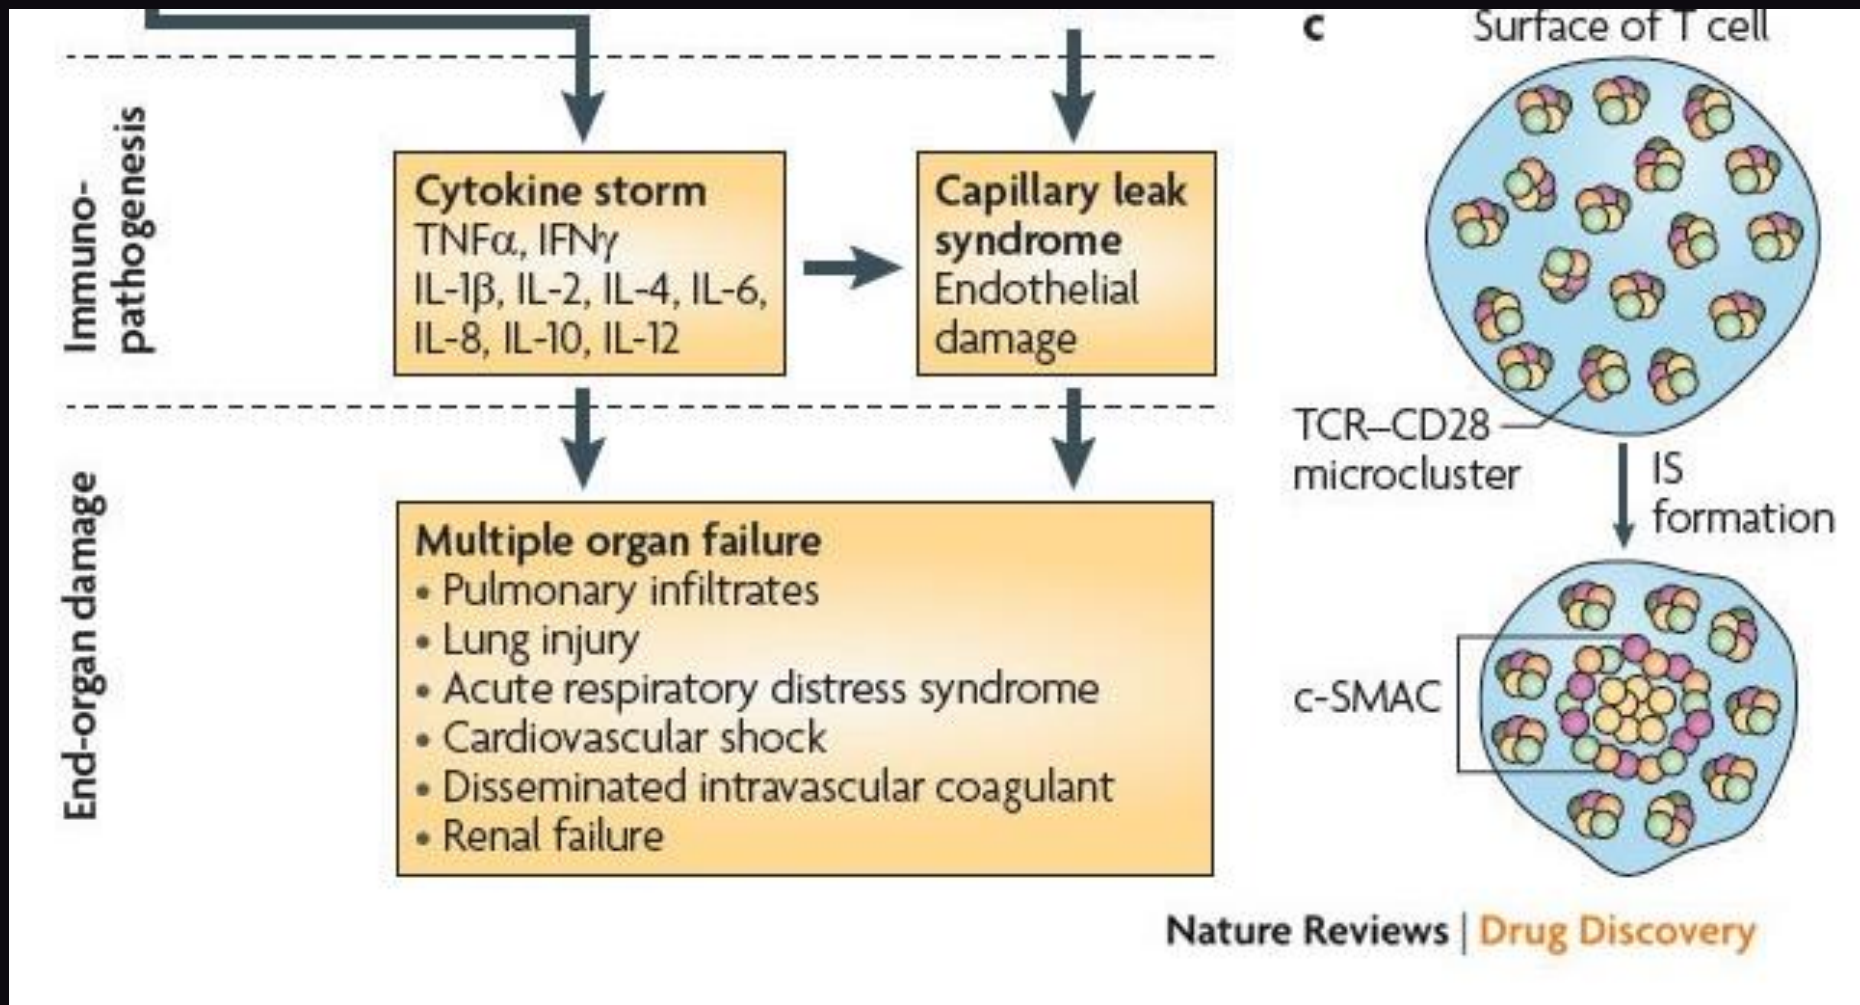 Immuno-
pathogenesis
Cytokine storm
TNFα, IFNγ
IL-1β, IL-2, IL-4, IL-6,
IL-8, IL-10, IL-12
Capillary leak
syndrome
Endothelial
damage
End-organ damage
Multiple organ failure
• Pulmonary infiltrates
• Lung injury
• Acute respiratory distress syndrome
• Cardiovascular shock
• Disseminated intravascular coagulant
• Renal failure
c
Surface of T cell
TCR–CD28
microcluster
IS
formation
c-SMAC
Nature Reviews | Drug Discovery